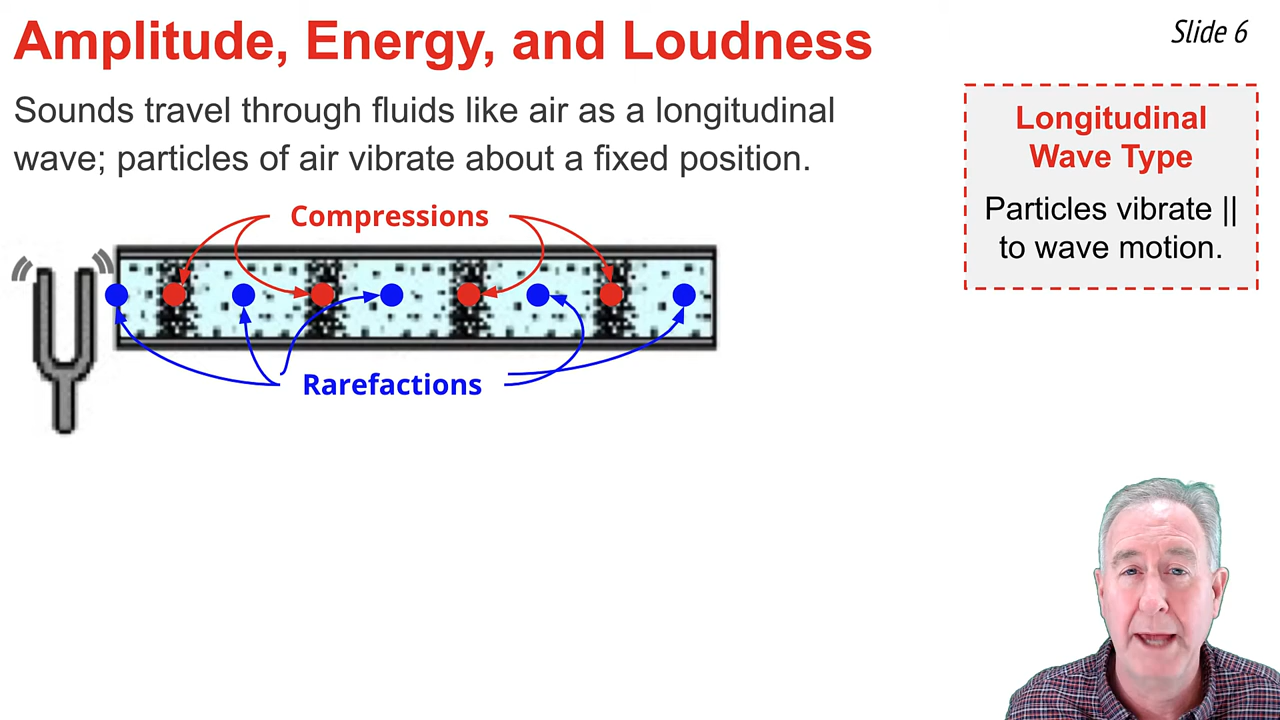 Amplitude, Energy, and Loudness
Slide 6
Sounds travel through fluids like air as a longitudinal
wave; particles of air vibrate about a fixed position.
Longitudinal
Wave Type
Particles vibrate ||
to wave motion.
Compressions
Rarefactions